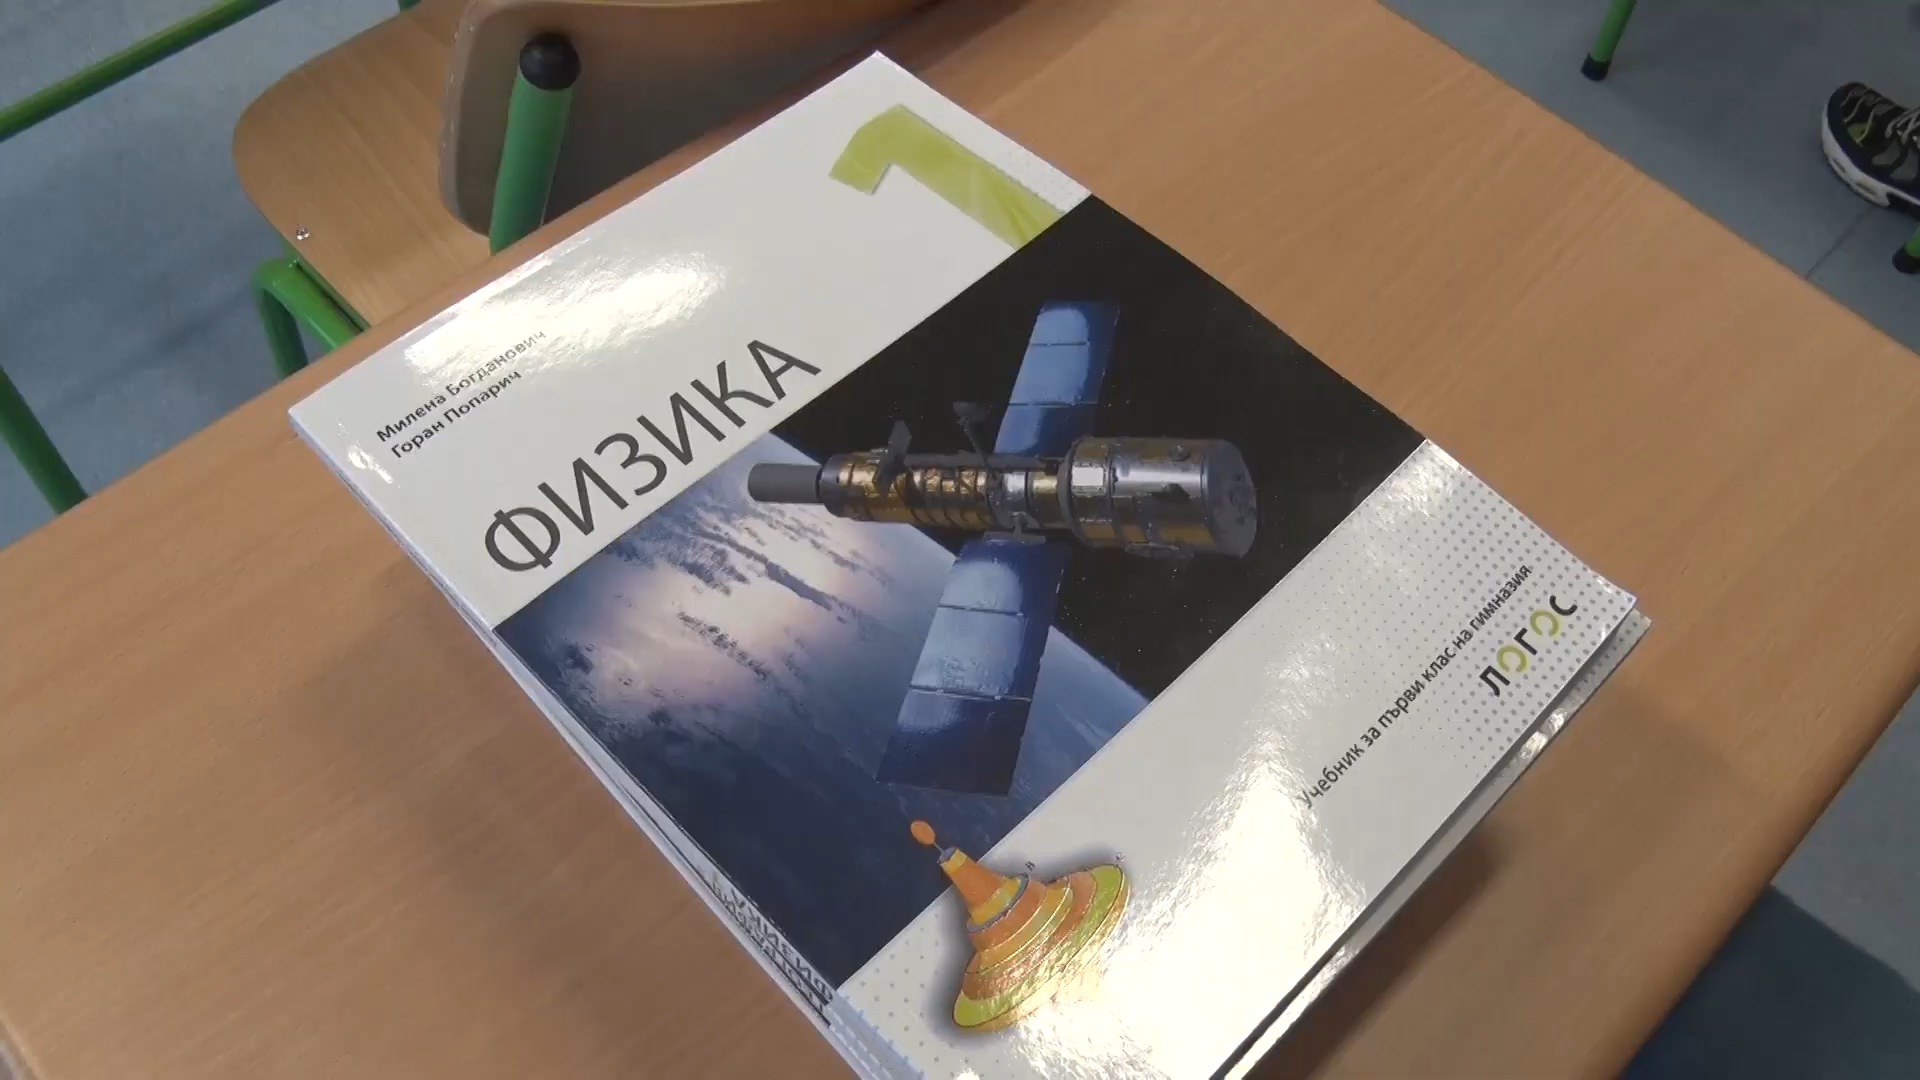 1
Милена Богданович
Горан Попарич
ФИЗИКА
Учебник за първи клас на гимназия
ЛОГОС
B
C